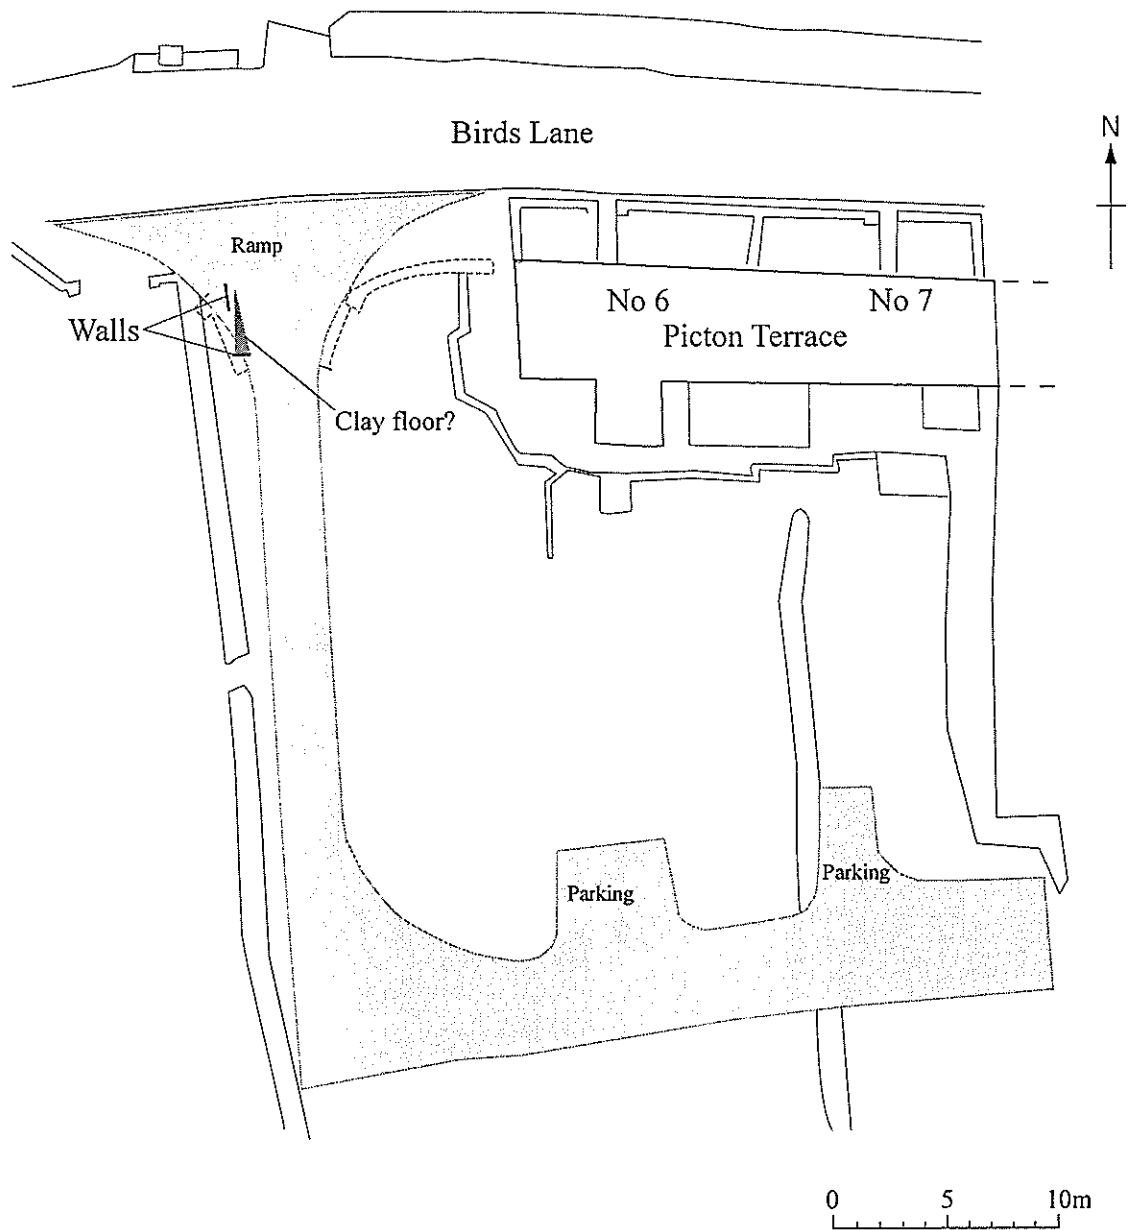 Birds Lane
N
Ramp
No 6
No 7
Walls
Picton Terrace
Clay floor?
Parking
Parking
0 5 10m